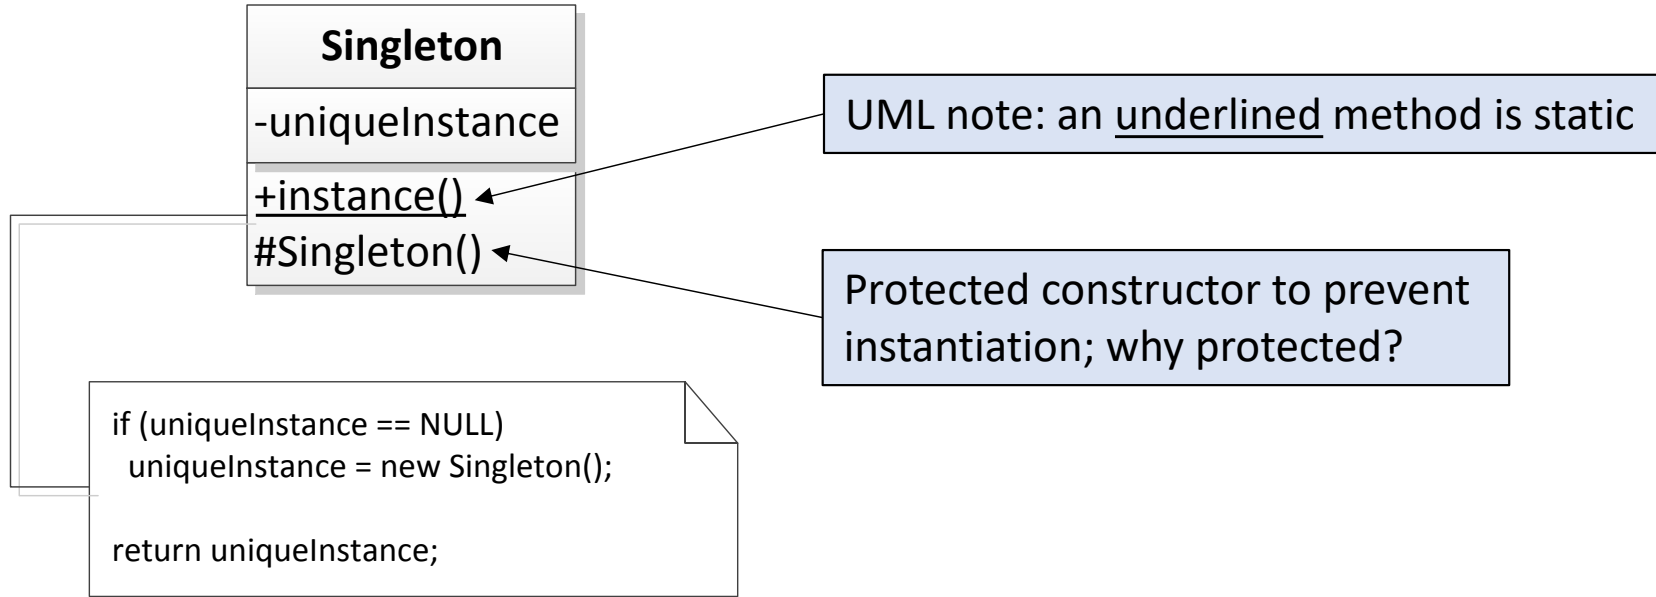 Singleton
-uniqueInstance
+instance()
#Singleton()
UML note: an underlined method is static
Protected constructor to prevent
instantiation; why protected?
if (uniqueInstance == NULL)
uniqueInstance = new Singleton();
return uniqueInstance;